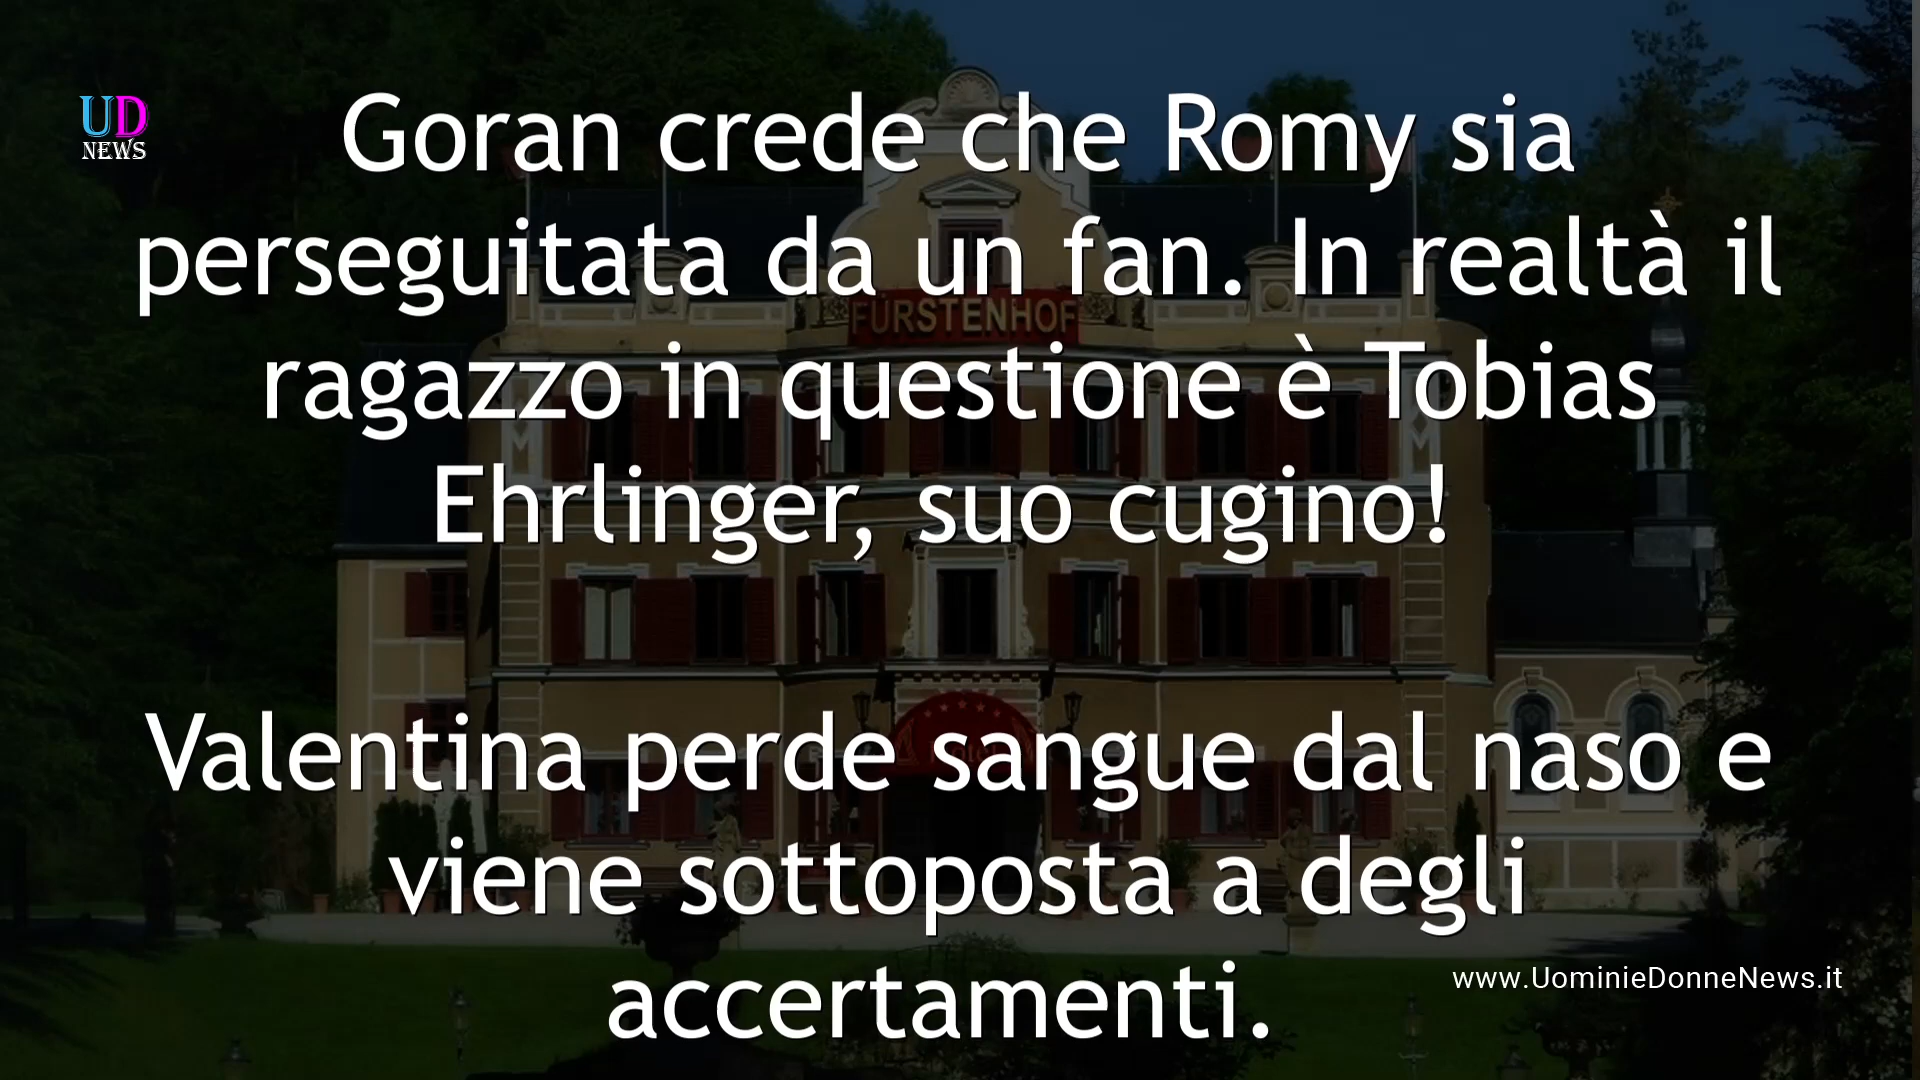 UD
NEWS
Goran crede che Romy sia
perseguitata da un fan. In realtà il
FÜRSTENHOF
ragazzo in questione è Tobias
Ehrlinger, suo cugino!
Valentina perde sangue dal naso e
viene sottoposta a degli
accertamenti.
www.UominieDonneNews.it